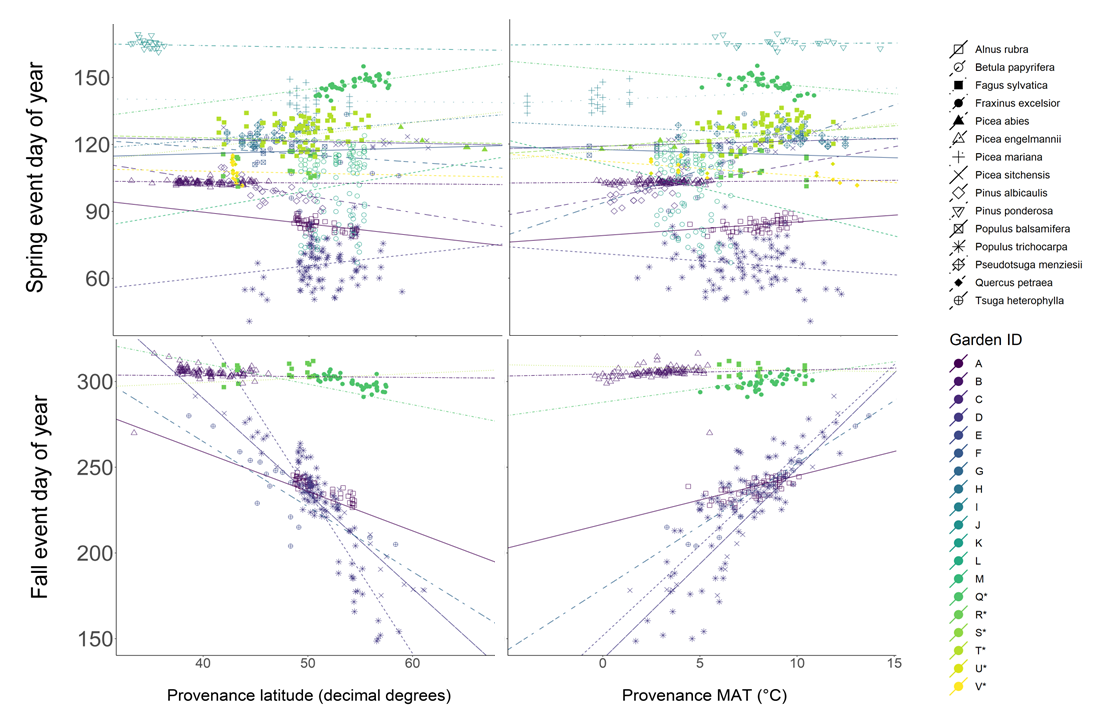 Spring event day of year
150
120
90
60
Fall event day of year
300
250
200
150
40
50
60
0
5
10
15
Provenance latitude (decimal degrees)
Provenance MAT (°C)
Alnus rubra
Betula papyrifera
Fagus sylvatica
Fraxinus excelsior
Picea abies
Picea engelmannii
Picea mariana
Picea sitchensis
Pinus albicaulis
Pinus ponderosa
Populus balsamifera
Populus trichocarpa
Pseudotsuga menziesii
Quercus petraea
Tsuga heterophylla
Garden ID
A
B
C
D
E
F
G
H
I
J
K
L
M
Q*
R*
S*
T*
U*
V*